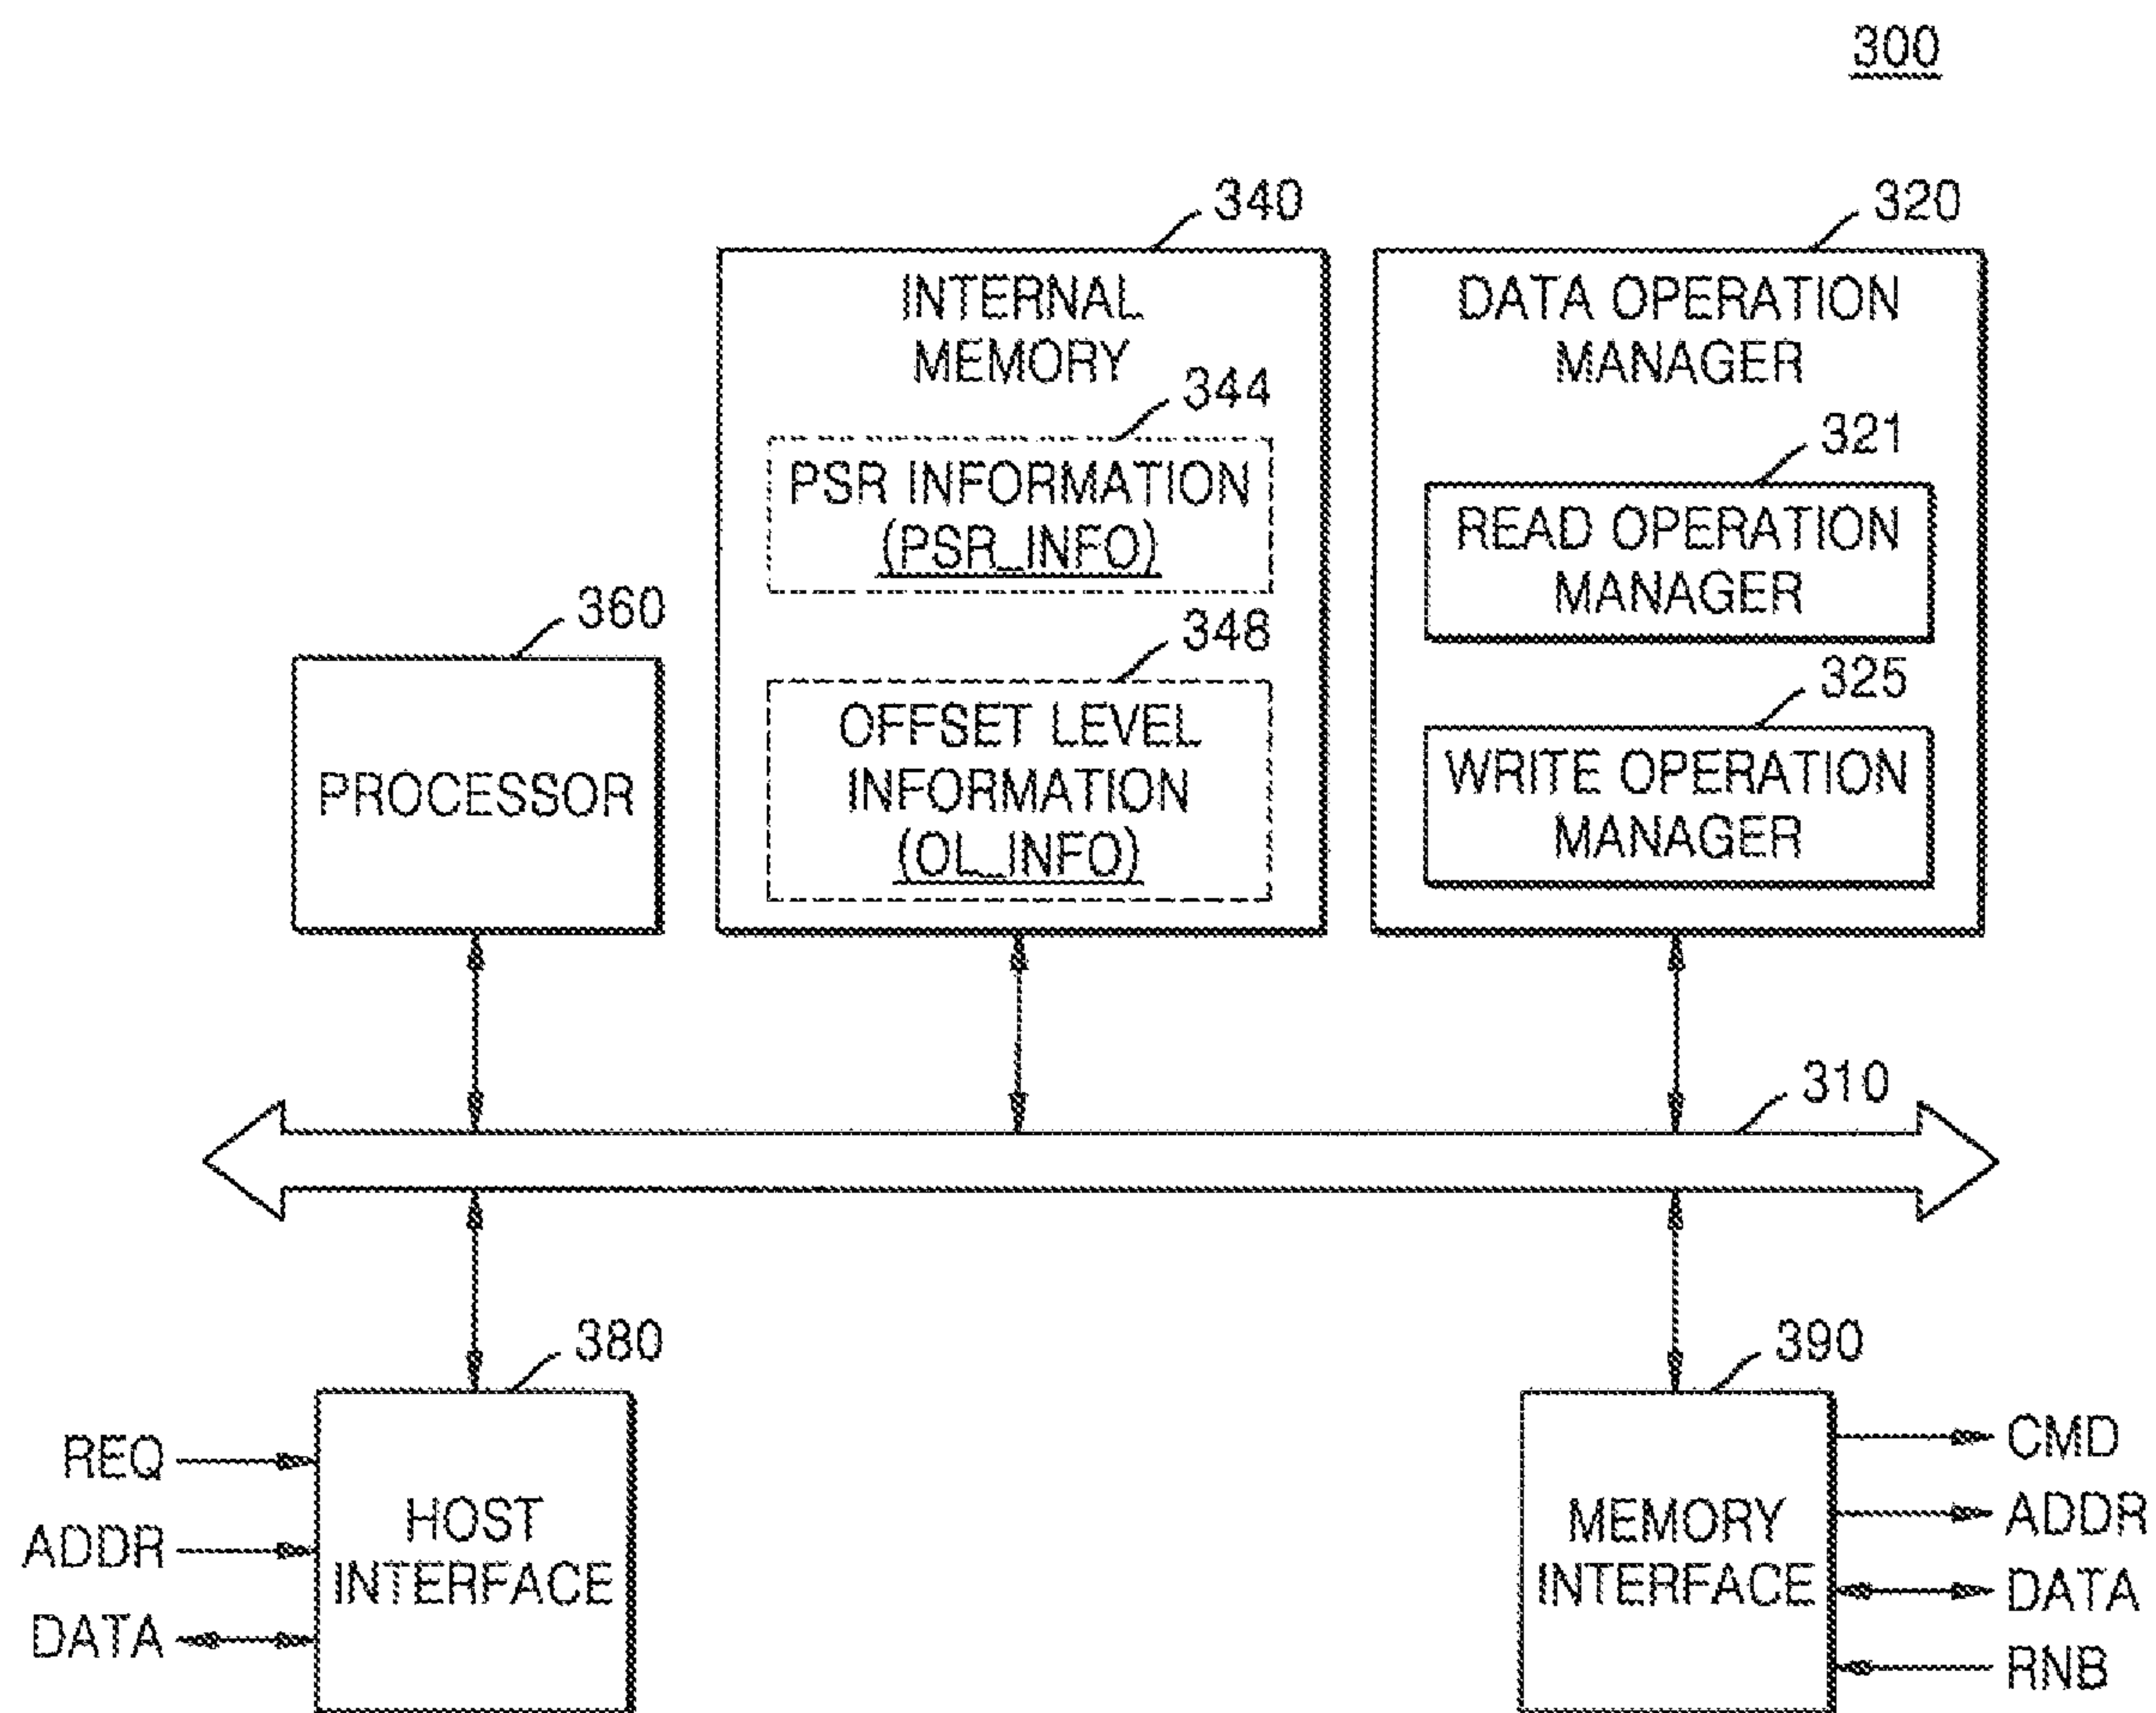 300
340
320
INTERNAL
MEMORY
DATA OPERATION
MANAGER
344
321
PSR INFORMATION
(PSR_INFO)
READ OPERATION
MANAGER
360
348
325
PROCESSOR
OFFSET LEVEL
INFORMATION
(OL_INFO)
WRITE OPERATION
MANAGER
310
380
390
REQ
ADDR
DATA
HOST
INTERFACE
MEMORY
INTERFACE
CMD
ADDR
DATA
RNB